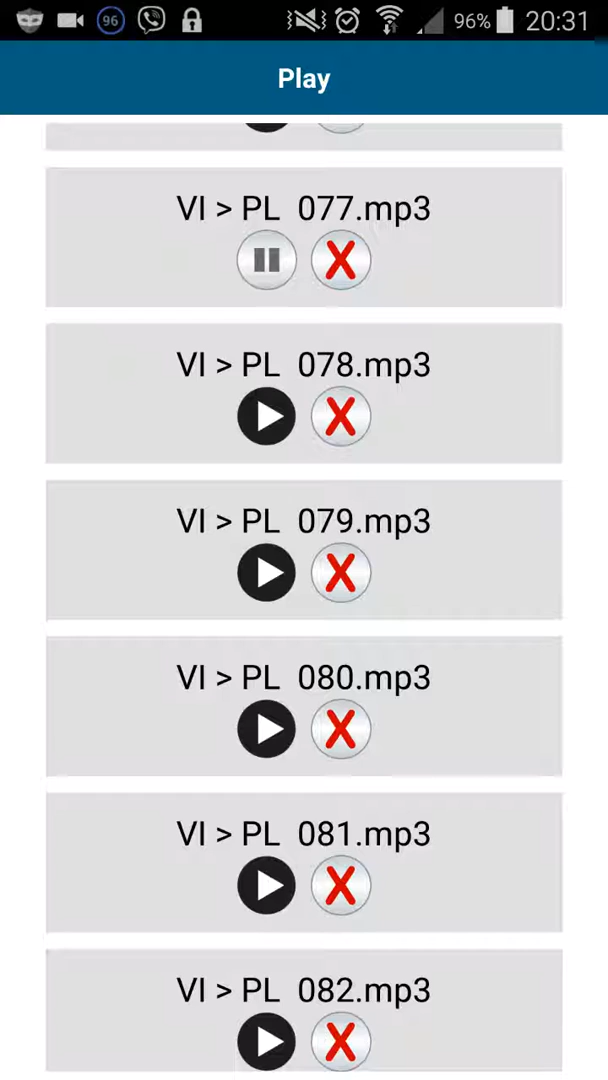 96
96%
20:31
Play
VI > PL 077.mp3
X
VI > PL 078.mp3
X
VI > PL 079.mp3
X
VI > PL 080.mp3
X
VI > PL 081.mp3
X
VI > PL 082.mp3
X